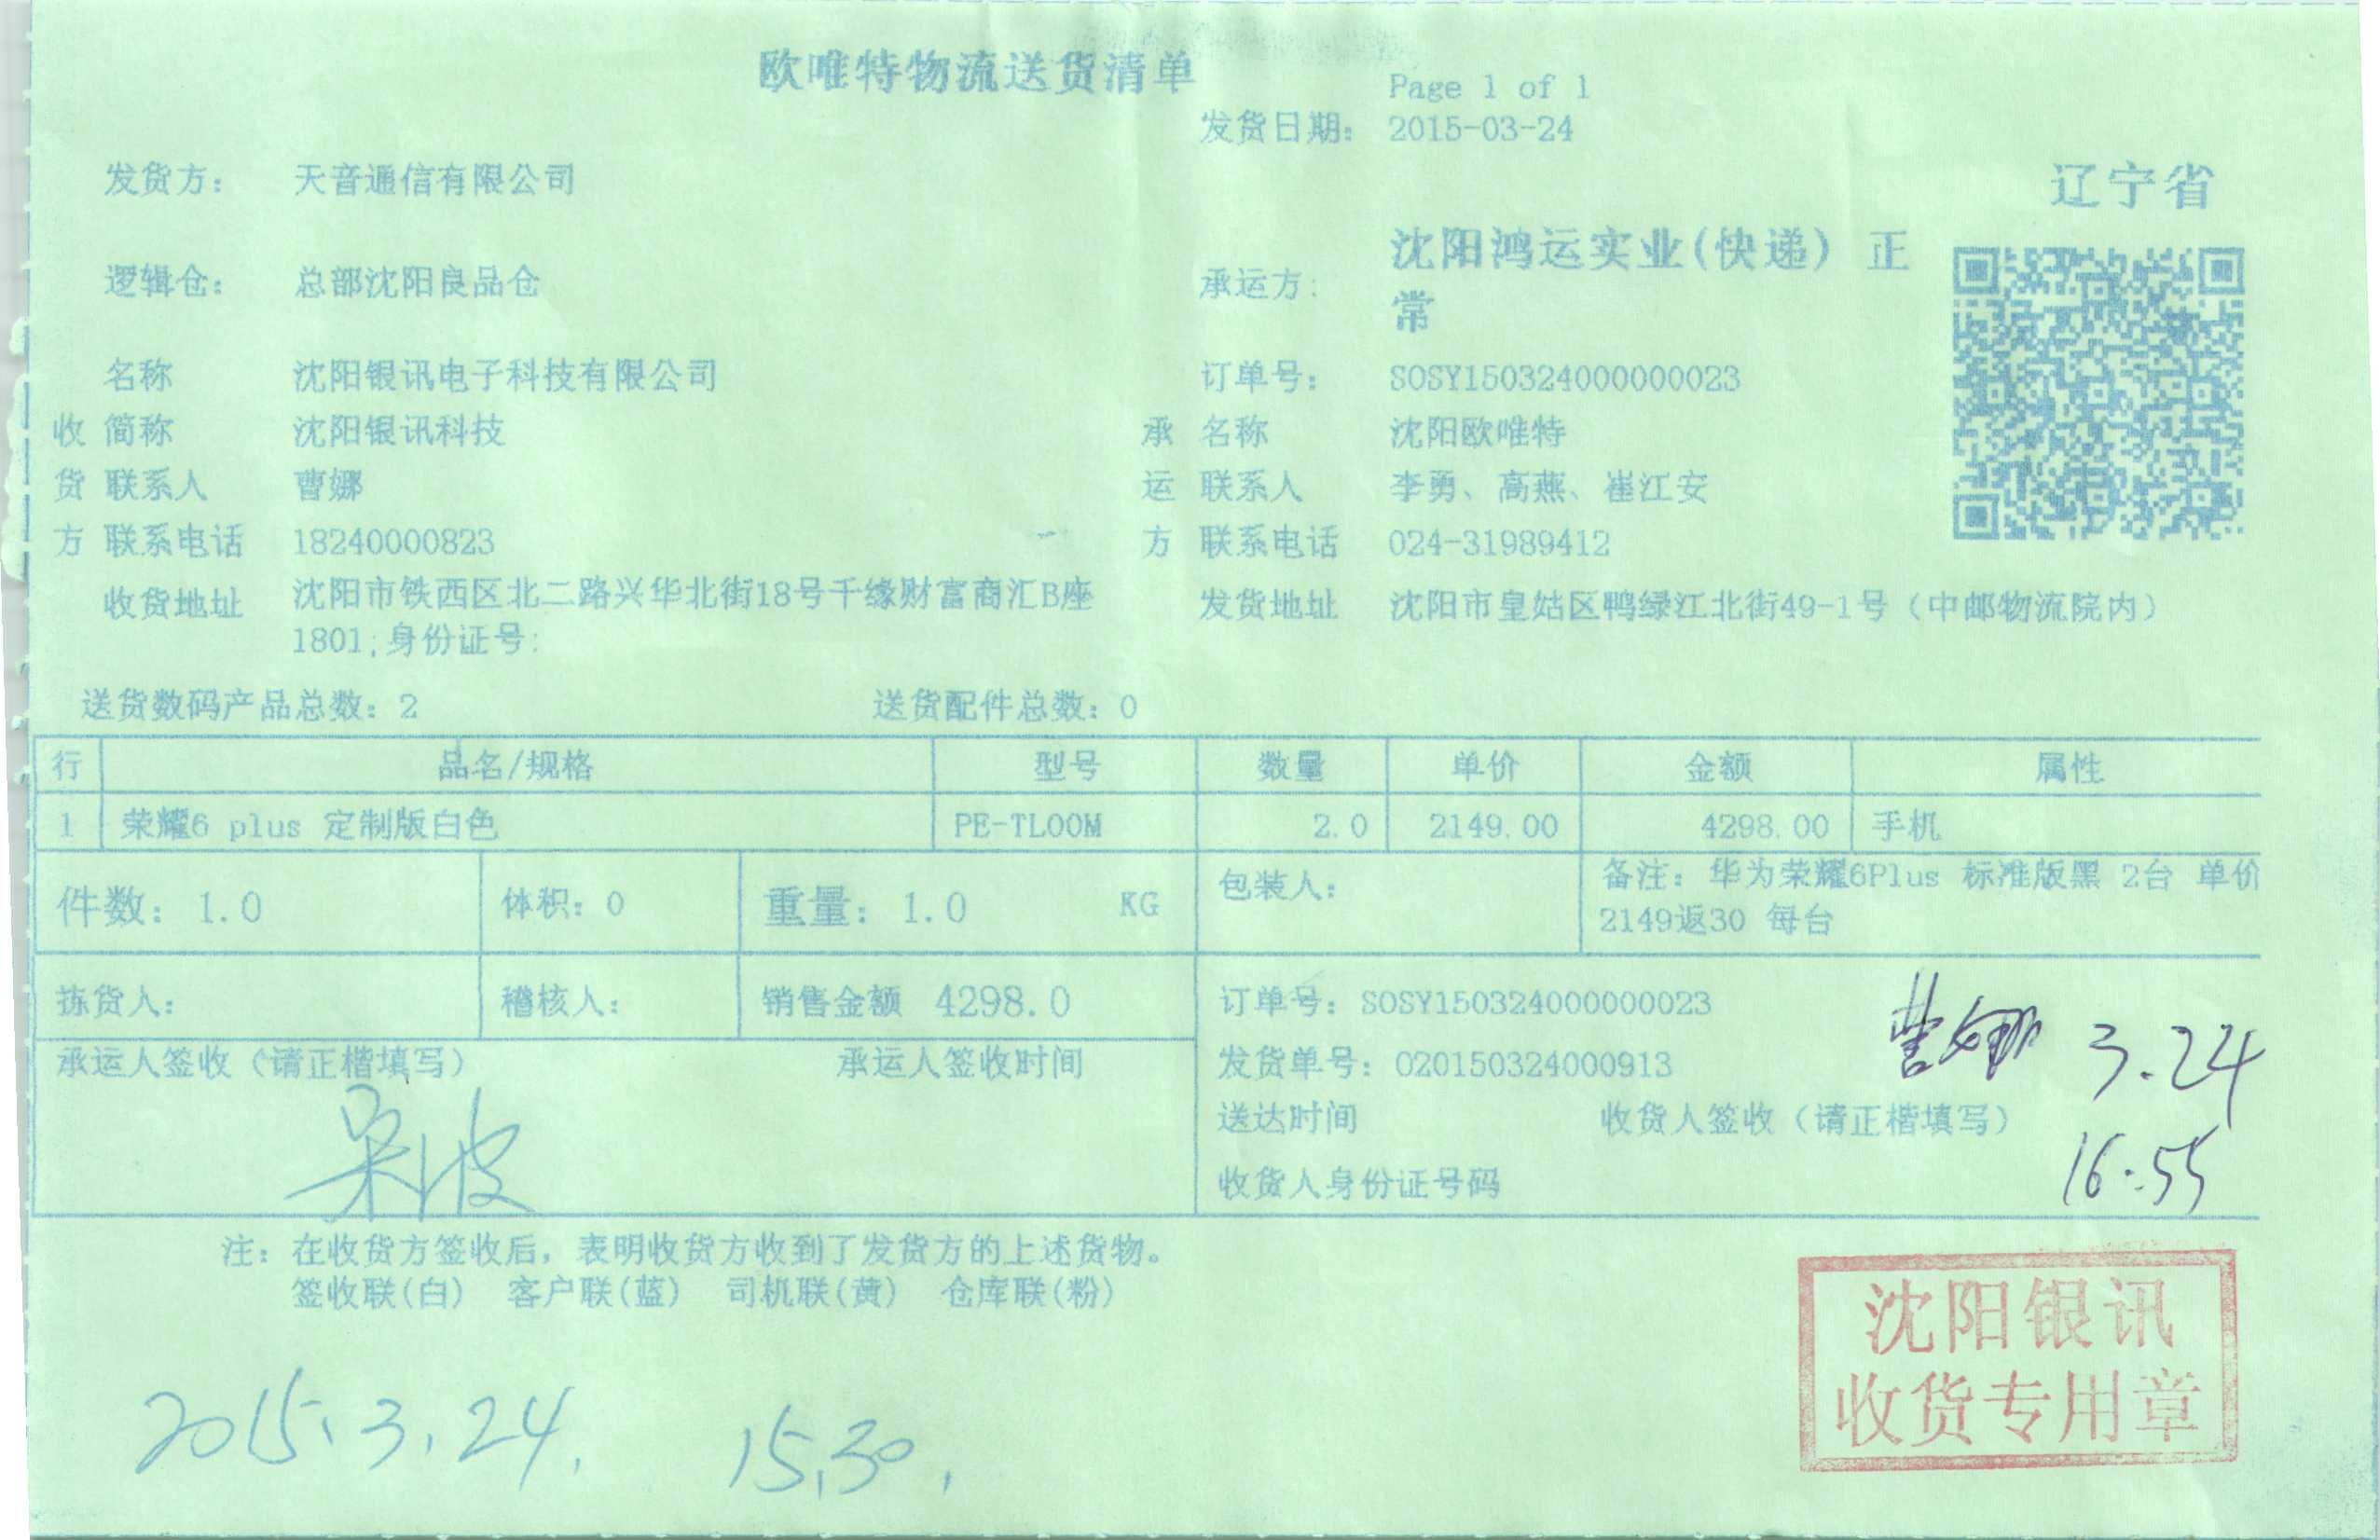 欧唯特物流送货清单
Page 1 of 1
发货日期: 2015-03-24
发货方: 天音通信有限公司
辽宁省
逻辑仓: 总部沈阳良品仓
承运方: 沈阳鸿运实业(快递) 正
常
名称 沈阳银讯电子科技有限公司
订单号: SOSY150324000000023
收 简称 沈阳银讯科技
承 名称 沈阳欧唯特
货 联系人 曹娜
运 联系人 李勇、高燕、崔江安
方 联系电话 18240000823
方 联系电话 024-31989412
收货地址 沈阳市铁西区北二路兴华北街18号千缘财富商汇B座
1801;身份证号:
发货地址 沈阳市皇姑区鸭绿江北街49-1号（中邮物流院内）
送货数码产品总数: 2 送货配件总数: 0
行 品名/规格 型号 数量 单价 金额 属性
1 荣耀6 plus 定制版白色 PE-TL00M 2.0 2149.00 4298.00 手机
件数: 1.0 体积: 0 重量: 1.0 KG 包装人:
备注: 华为荣耀6Plus 标准版黑 2台 单价
2149返30 每台
拣货人: 稽核人: 销售金额 4298.0 订单号: SOSY150324000000023
曹娜 3.24
承运人签收（请正楷填写） 承运人签收时间 发货单号: 020150324000913
吴波
送达时间 收货人签收（请正楷填写）
16:55
收货人身份证号码
注: 在收货方签收后, 表明收货方收到了发货方的上述货物。
签收联(白) 客户联(蓝) 司机联(黄) 仓库联(粉)
沈阳银讯
收货专用章
2015.3.24. 15.30.